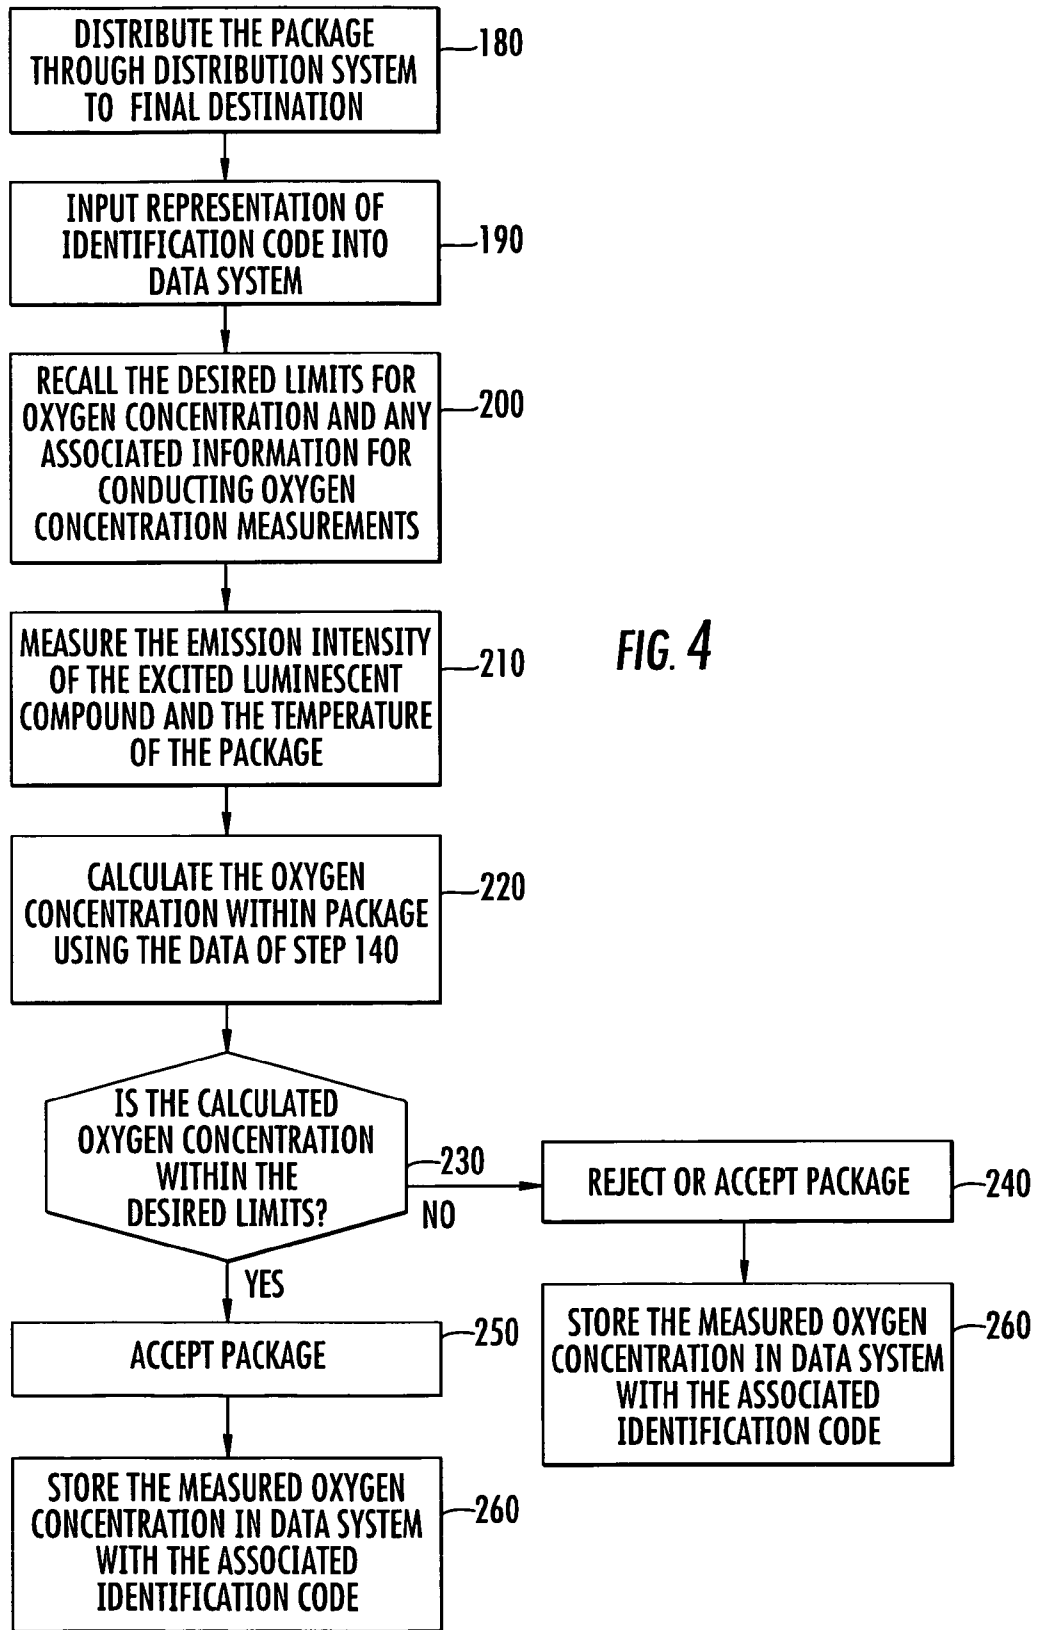 DISTRIBUTE THE PACKAGE
THROUGH DISTRIBUTION SYSTEM
TO FINAL DESTINATION
180
INPUT REPRESENTATION OF
IDENTIFICATION CODE INTO
DATA SYSTEM
190
RECALL THE DESIRED LIMITS FOR
OXYGEN CONCENTRATION AND ANY
ASSOCIATED INFORMATION FOR
CONDUCTING OXYGEN
CONCENTRATION MEASUREMENTS
200
MEASURE THE EMISSION INTENSITY
OF THE EXCITED LUMINESCENT
COMPOUND AND THE TEMPERATURE
OF THE PACKAGE
210
FIG. 4
CALCULATE THE OXYGEN
CONCENTRATION WITHIN PACKAGE
USING THE DATA OF STEP 140
220
IS THE CALCULATED
OXYGEN CONCENTRATION
WITHIN THE
DESIRED LIMITS?
230
NO
REJECT OR ACCEPT PACKAGE
240
YES
STORE THE MEASURED OXYGEN
CONCENTRATION IN DATA SYSTEM
WITH THE ASSOCIATED
IDENTIFICATION CODE
260
ACCEPT PACKAGE
250
STORE THE MEASURED OXYGEN
CONCENTRATION IN DATA SYSTEM
WITH THE ASSOCIATED
IDENTIFICATION CODE
260